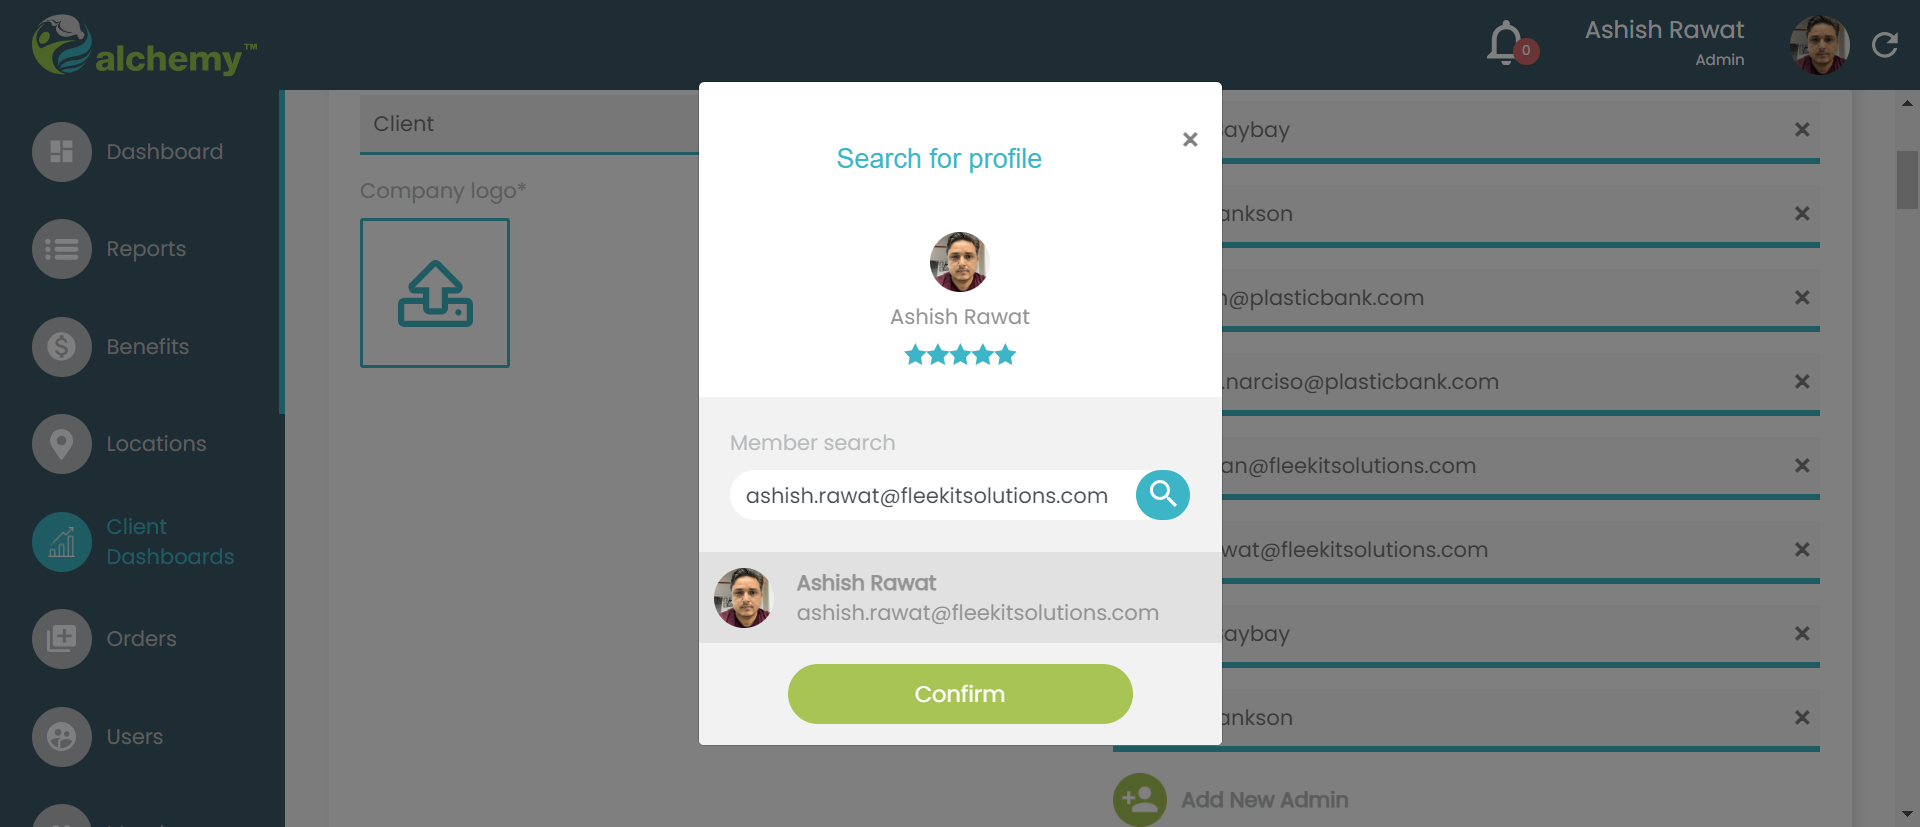 alchemy™
0
Ashish Rawat
Admin
Dashboard
Reports
Benefits
Locations
Client
Dashboards
Orders
Users
Client
Company logo*
Search for profile
Ashish Rawat
Member search
ashish.rawat@fleekitsolutions.com
Ashish Rawat
ashish.rawat@fleekitsolutions.com
Confirm
aybay
ankson
@plasticbank.com
.narciso@plasticbank.com
an@fleekitsolutions.com
wat@fleekitsolutions.com
aybay
ankson
Add New Admin